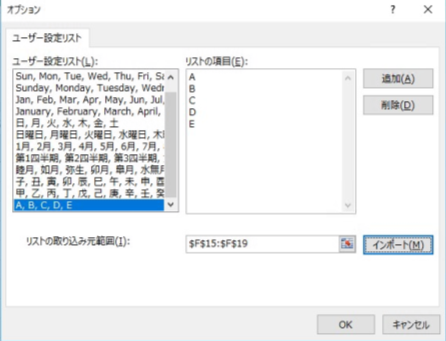 オプション ? ×
ユーザー設定リスト
ユーザー設定リスト(L):
Sun, Mon, Tue, Wed, Thu, Fri, Sa
Sunday, Monday, Tuesday, Wedn
Jan, Feb, Mar, Apr, May, Jun, Jul,
January, February, March, April,
日, 月, 火, 水, 木, 金, 土
日曜日, 月曜日, 火曜日, 水曜日, 木
1月, 2月, 3月, 4月, 5月, 6月, 7月,
第1四半期, 第2四半期, 第3四半期,
睦月, 如月, 弥生, 卯月, 皐月, 水無
子, 丑, 寅, 卯, 辰, 巳, 午, 未, 申, 酉
甲, 乙, 丙, 丁, 戊, 己, 庚, 辛, 壬, 癸
A, B, C, D, E
リストの項目(E):
A
B
C
D
E
追加(A)
削除(D)
リストの取り込み元範囲(I):
$F$15:$F$19
インポート(M)
OK
キャンセル